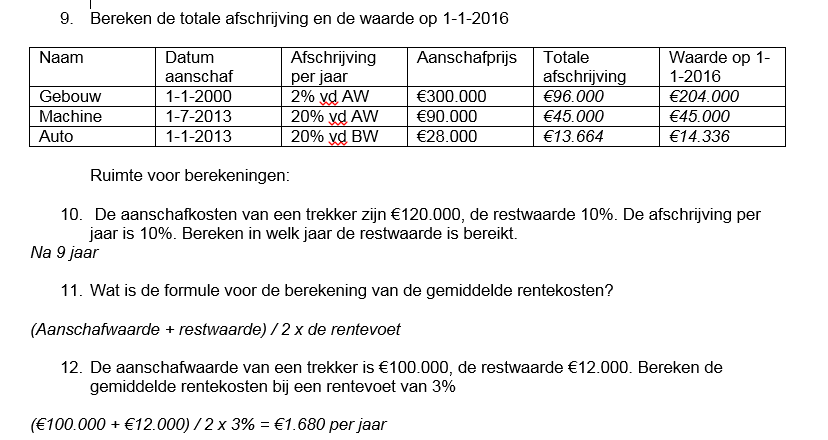 9. Bereken de totale afschrijving en de waarde op 1-1-2016
Naam Datum aanschaf Afschrijving per jaar Aanschafprijs Totale afschrijving Waarde op 1-1-2016
Gebouw 1-1-2000 2% vd AW €300.000 €96.000 €204.000
Machine 1-7-2013 20% vd AW €90.000 €45.000 €45.000
Auto 1-1-2013 20% vd BW €28.000 €13.664 €14.336
Ruimte voor berekeningen:
10. De aanschafkosten van een trekker zijn €120.000, de restwaarde 10%. De afschrijving per
jaar is 10%. Bereken in welk jaar de restwaarde is bereikt.
Na 9 jaar
11. Wat is de formule voor de berekening van de gemiddelde rentekosten?
(Aanschafwaarde + restwaarde) / 2 x de rentevoet
12. De aanschafwaarde van een trekker is €100.000, de restwaarde €12.000. Bereken de
gemiddelde rentekosten bij een rentevoet van 3%
(€100.000 + €12.000) / 2 x 3% = €1.680 per jaar